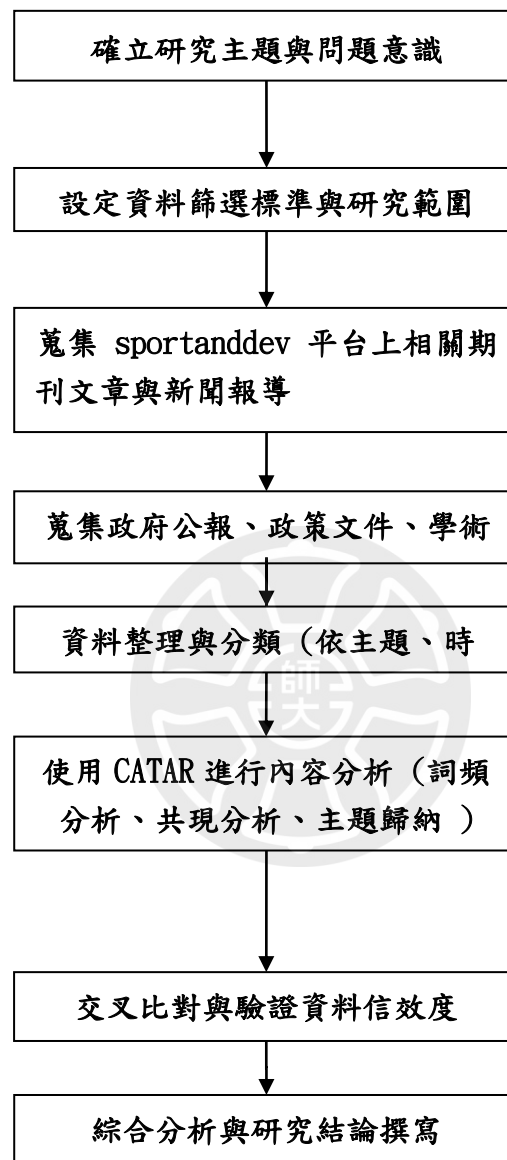 確立研究主題與問題意識
設定資料篩選標準與研究範圍
蒐集 sportanddev 平台上相關期
刊文章與新聞報導
蒐集政府公報、政策文件、學術
資料整理與分類（依主題、時
師大
使用 CATAR 進行內容分析（詞頻
分析、共現分析、主題歸納 ）
交叉比對與驗證資料信效度
綜合分析與研究結論撰寫